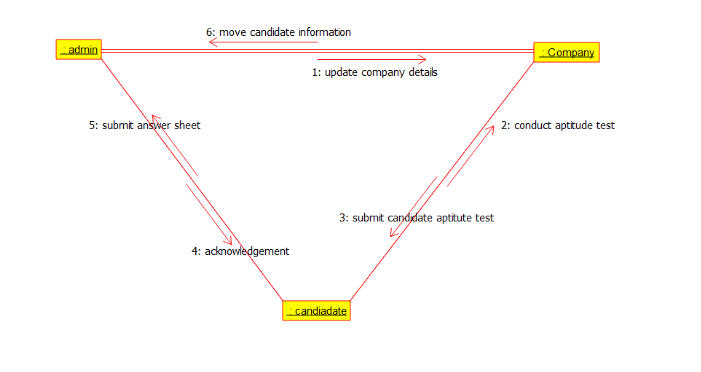 6: move candidate information
: admin
: Company
1: update company details
5: submit answer sheet
2: conduct aptitude test
3: submit candidate aptitute test
4: acknowledgement
: candiadate